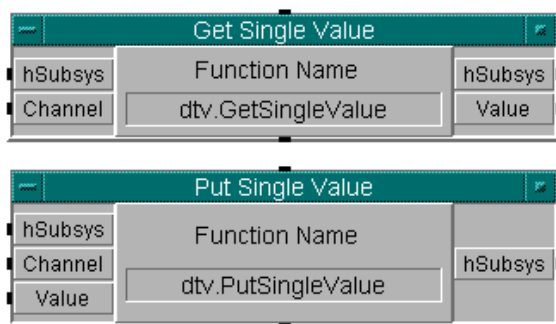 Get Single Value
hSubsys Function Name hSubsys
Channel dtv.GetSingleValue Value
Put Single Value
hSubsys Function Name
Channel hSubsys
Value dtv.PutSingleValue